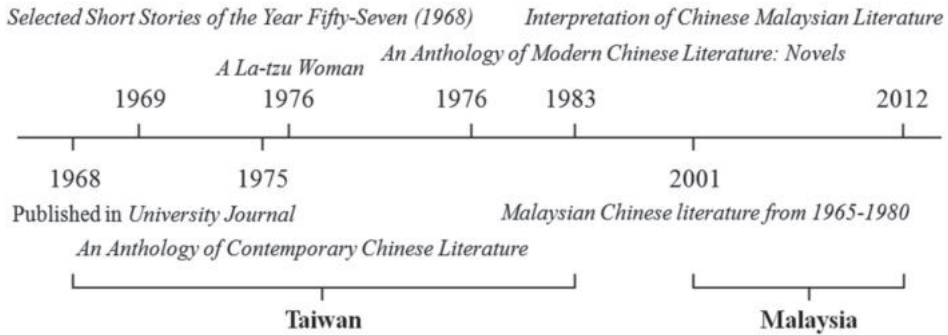 Selected Short Stories of the Year Fifty-Seven (1968)
Interpretation of Chinese Malaysian Literature
An Anthology of Modern Chinese Literature: Novels
A La-tzu Woman
1969
1976
1976
1983
2012
1968
1975
2001
Published in University Journal
Malaysian Chinese literature from 1965-1980
An Anthology of Contemporary Chinese Literature
Taiwan
Malaysia